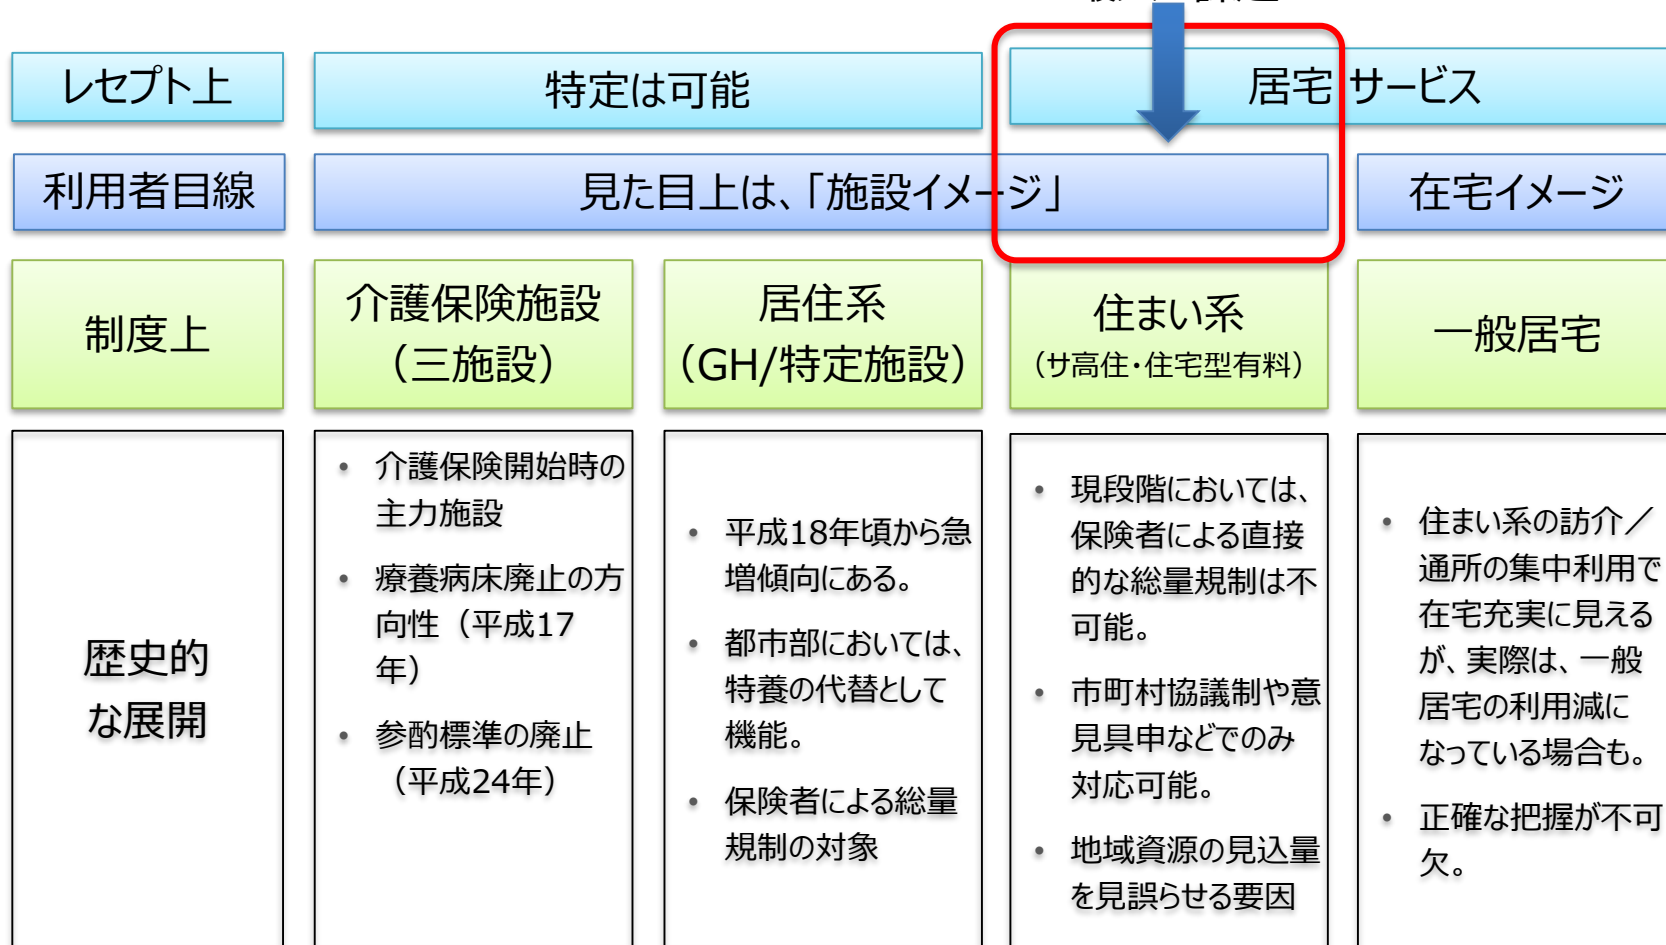 レセプト上
特定は可能
居宅サービス
利用者目線
見た目上は、「施設イメージ」
在宅イメージ
制度上
介護保険施設
（三施設）
居住系
（GH/特定施設）
住まい系
（サ高住・住宅型有料）
一般居宅
歴史的
な展開
• 介護保険開始時の
主力施設
• 療養病床廃止の方
向性（平成17
年）
• 参酌標準の廃止
（平成24年）
• 平成18年頃から急
増傾向にある。
• 都市部においては、
特養の代替として
機能。
• 保険者による総量
規制の対象
• 現段階においては、
保険者による直接
的な総量規制は不
可能。
• 市町村協議制や意
見具申などでのみ
対応可能。
• 地域資源の見込量
を見誤らせる要因
• 住まい系の訪介／
通所の集中利用で
在宅充実に見える
が、実際は、一般
居宅の利用減に
なっている場合も。
• 正確な把握が不可
欠。